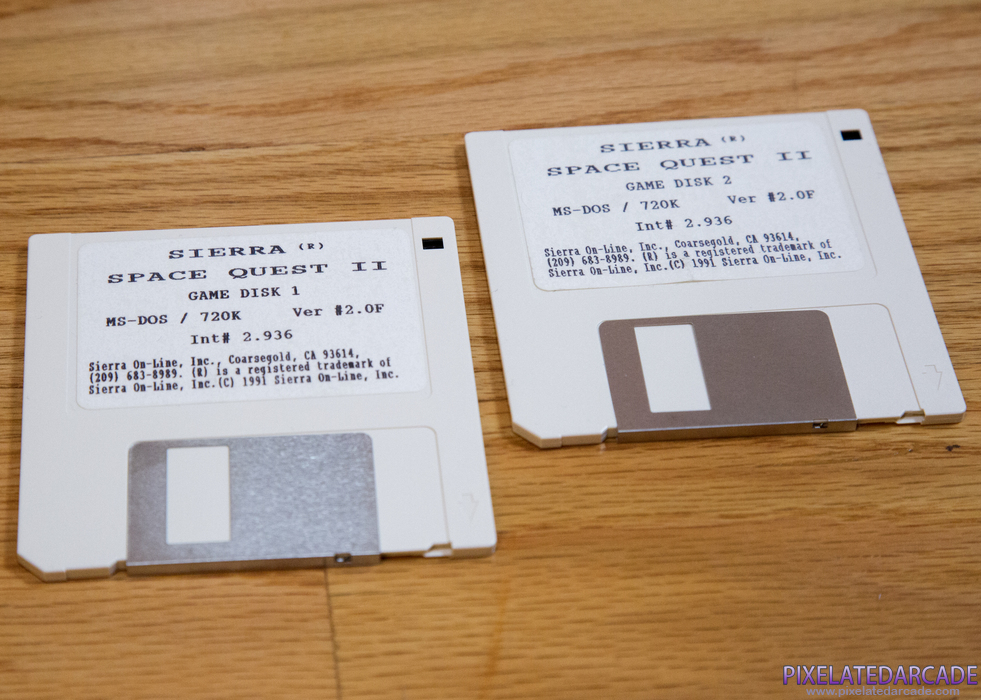 SIERRA (R)
SPACE QUEST II
GAME DISK 1
MS-DOS / 720K Ver #2.0F
Int# 2.936
Sierra On-Line, Inc., Coarsegold, CA 93614,
(209) 683-8989. (R) is a registered trademark of
Sierra On-Line, Inc.(C) 1991 Sierra On-Line, Inc.
SIERRA (R)
SPACE QUEST II
GAME DISK 2
MS-DOS / 720K Ver #2.0F
Int# 2.936
Sierra On-Line, Inc., Coarsegold, CA 93614,
(209) 683-8989. (R) is a registered trademark of
Sierra On-Line, Inc.(C) 1991 Sierra On-Line, Inc.
PIXELATEDARCADE
www.pixelatedarcade.com